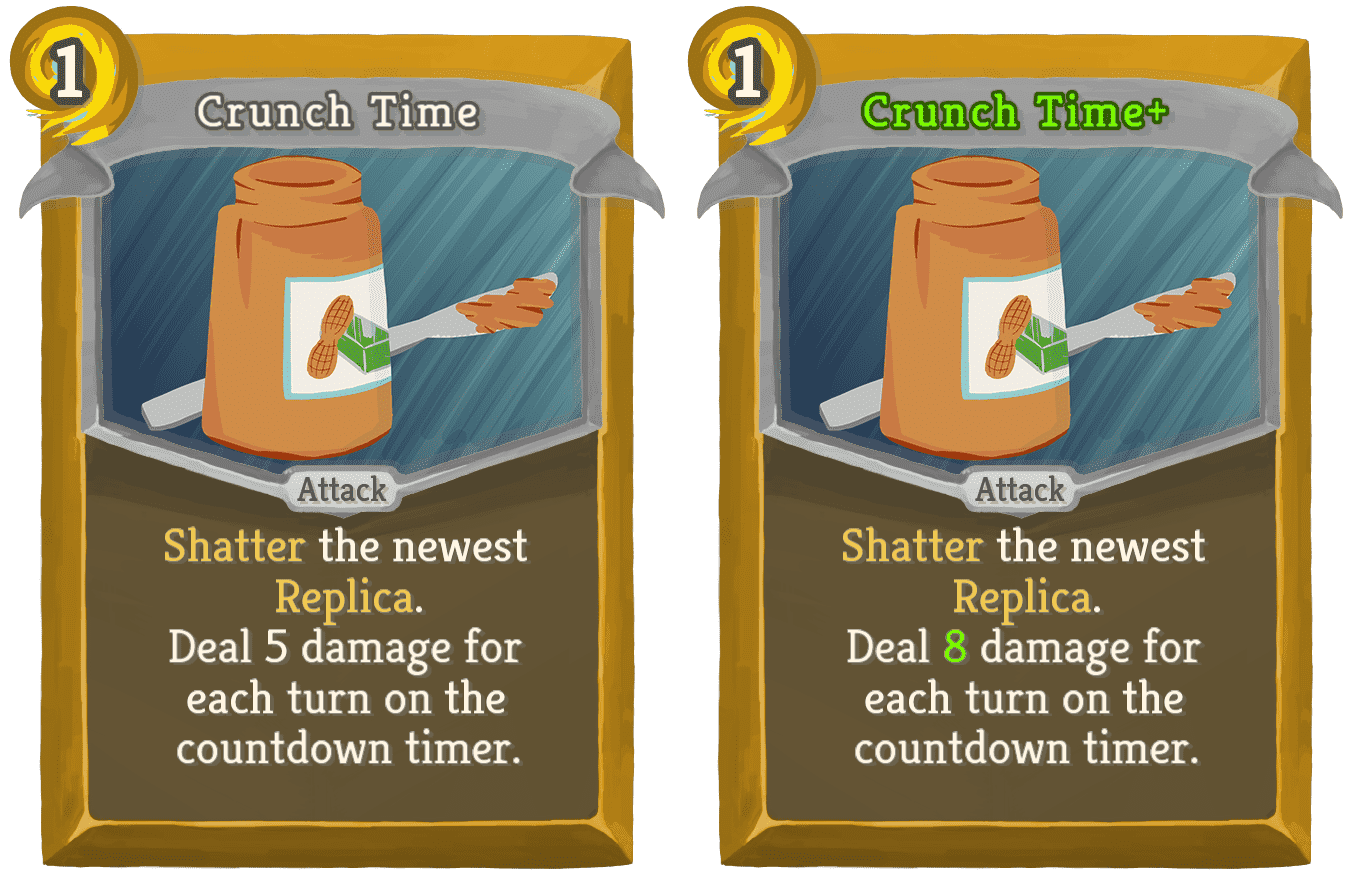 1
Crunch Time
Attack
Shatter the newest
Replica.
Deal 5 damage for
each turn on the
countdown timer.
1
Crunch Time+
Attack
Shatter the newest
Replica.
Deal 8 damage for
each turn on the
countdown timer.